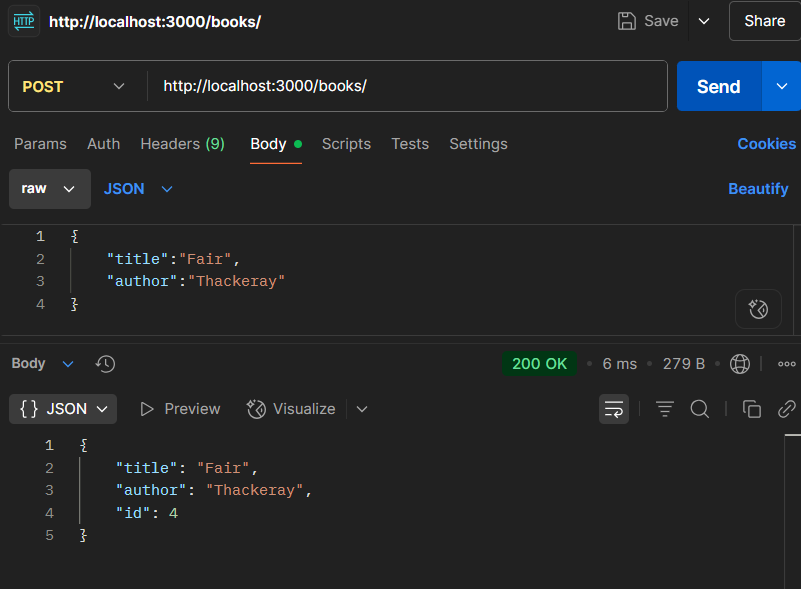 HTTP http://localhost:3000/books/ Save Share
POST http://localhost:3000/books/ Send
Params Auth Headers (9) Body Scripts Tests Settings Cookies
raw JSON Beautify
1 {
2 "title":"Fair",
3 "author":"Thackeray"
4 }
Body 200 OK • 6 ms • 279 B •
{} JSON Preview Visualize
1 {
2 "title": "Fair",
3 "author": "Thackeray",
4 "id": 4
5 }